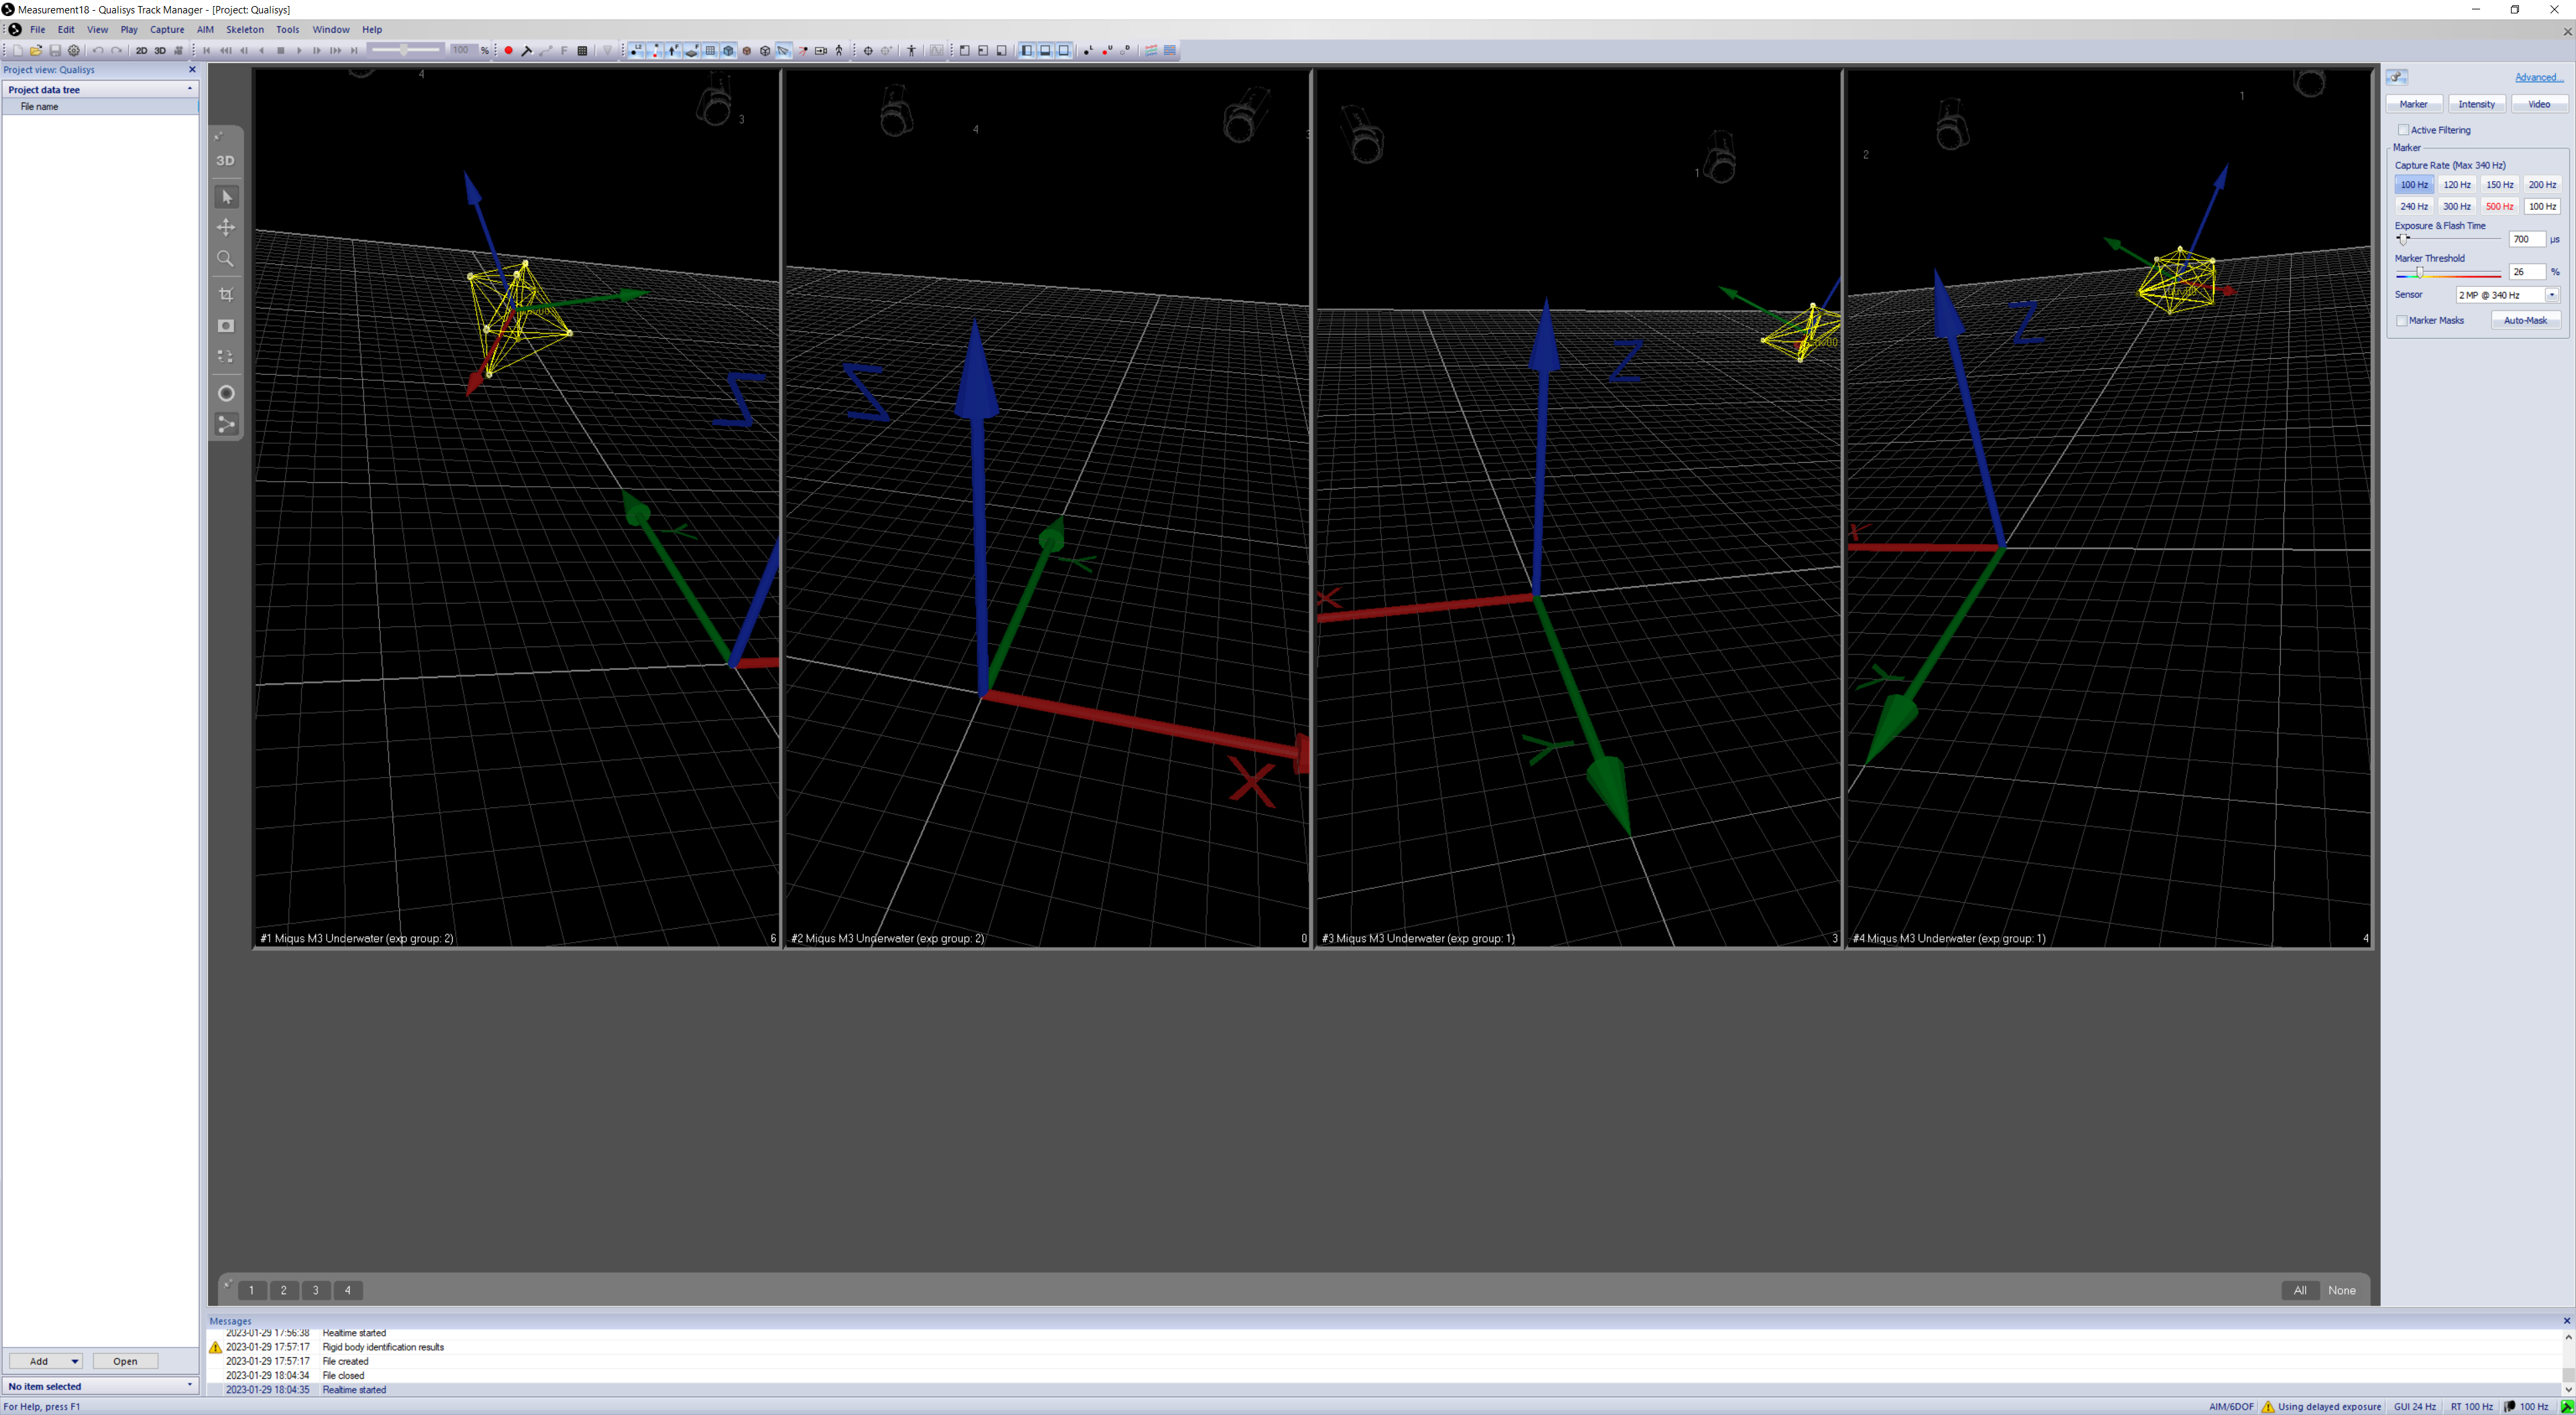 Measurement18 - Qualisys Track Manager - [Project: Qualisys]
File Edit View Play Capture AIM Skeleton Tools Window Help
2D 3D 100 % F
Project view: Qualisys
Project data tree
File name
3D
4
3
Z
Y
#1 Miqus M3 Underwater (exp group: 2) 6
4
Z
Y
X
#2 Miqus M3 Underwater (exp group: 2) 0
1
Z
X
Y
#3 Miqus M3 Underwater (exp group: 1) 3
1
2
Z
Y
#4 Miqus M3 Underwater (exp group: 1) 4
Advanced...
Marker Intensity Video
Active Filtering
Marker
Capture Rate (Max 340 Hz)
100 Hz 120 Hz 150 Hz 200 Hz
240 Hz 300 Hz 500 Hz 100 Hz
Exposure & Flash Time
700 µs
Marker Threshold
26 %
Sensor 2 MP @ 340 Hz
Marker Masks Auto-Mask
1 2 3 4 All None
Messages
2023-01-29 17:56:38 Realtime started
2023-01-29 17:57:17 Rigid body identification results
2023-01-29 17:57:17 File created
2023-01-29 18:04:34 File closed
2023-01-29 18:04:35 Realtime started
Add Open
No item selected
For Help, press F1
AIM/6DOF Using delayed exposure GUI 24 Hz RT 100 Hz 100 Hz